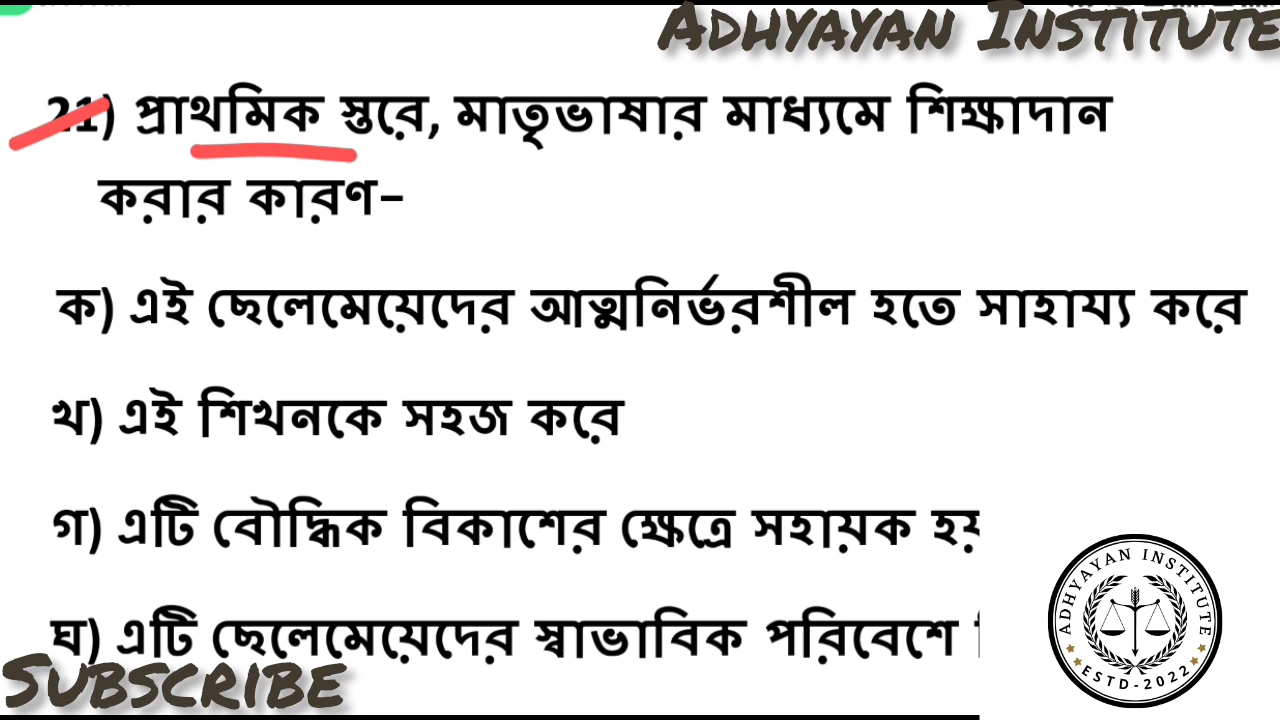 ADHYAYAN INSTITUTE
21) প্রাথমিক স্তরে, মাতৃভাষার মাধ্যমে শিক্ষাদান
করার কারণ–
ক) এই ছেলেমেয়েদের আত্মনির্ভরশীল হতে সাহায্য করে
খ) এই শিখনকে সহজ করে
গ) এটি বৌদ্ধিক বিকাশের ক্ষেত্রে সহায়ক হয়
ঘ) এটি ছেলেমেয়েদের স্বাভাবিক পরিবেশে
SUBSCRIBE
ADHYAYAN INSTITUTE
ESTD-2022